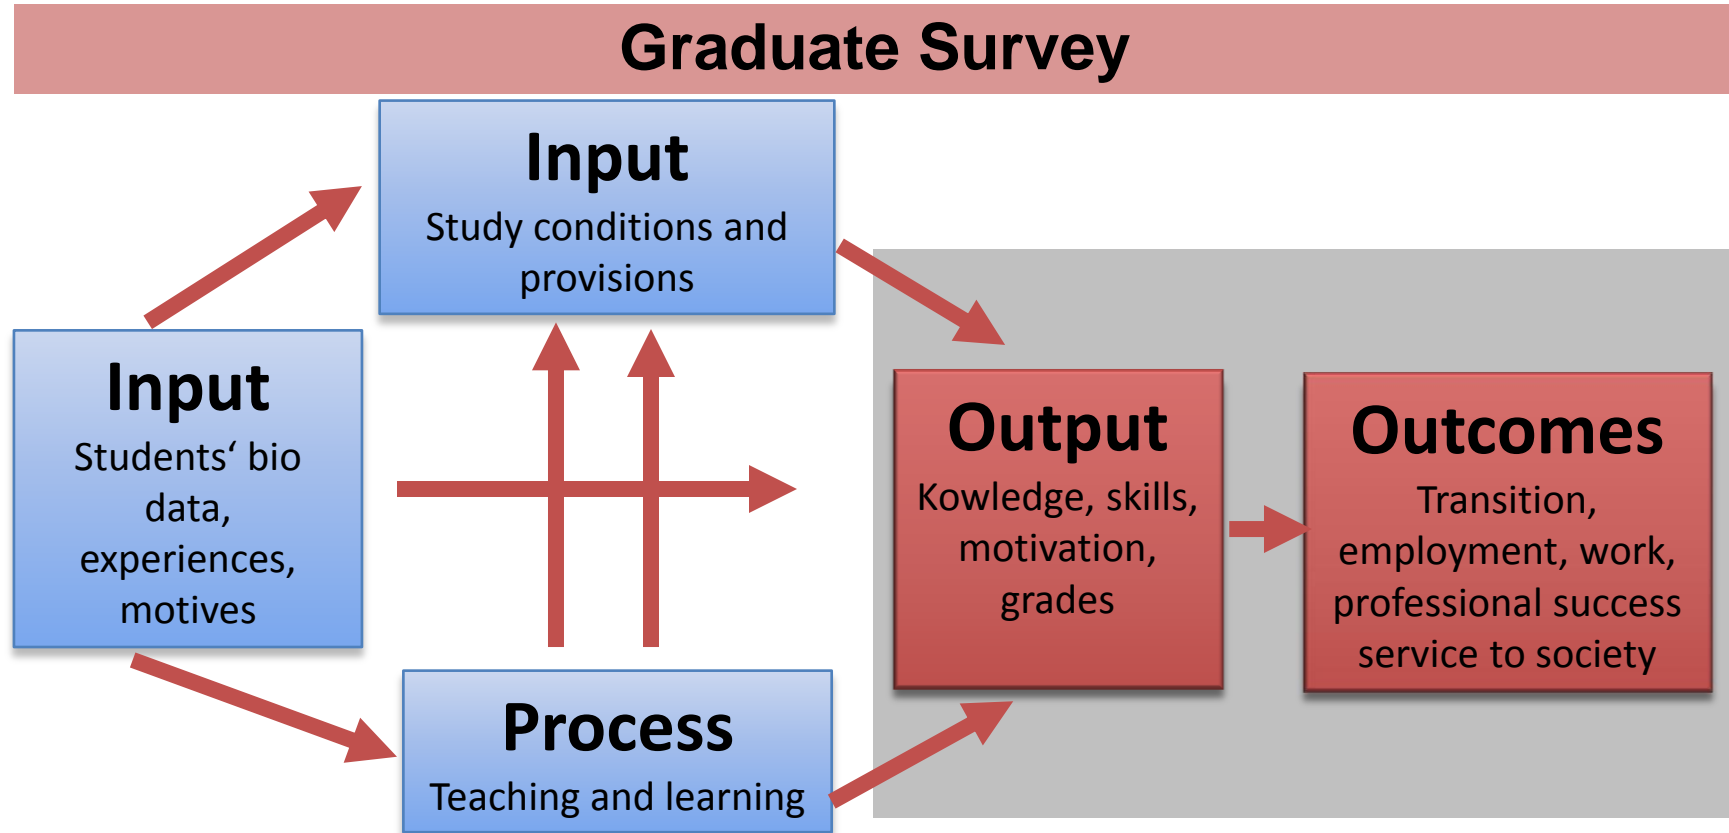 Graduate Survey
Input
Study conditions and
provisions
Input
Students‘ bio
data,
experiences,
motives
Process
Teaching and learning
Output
Kowledge, skills,
motivation,
grades
Outcomes
Transition,
employment, work,
professional success
service to society